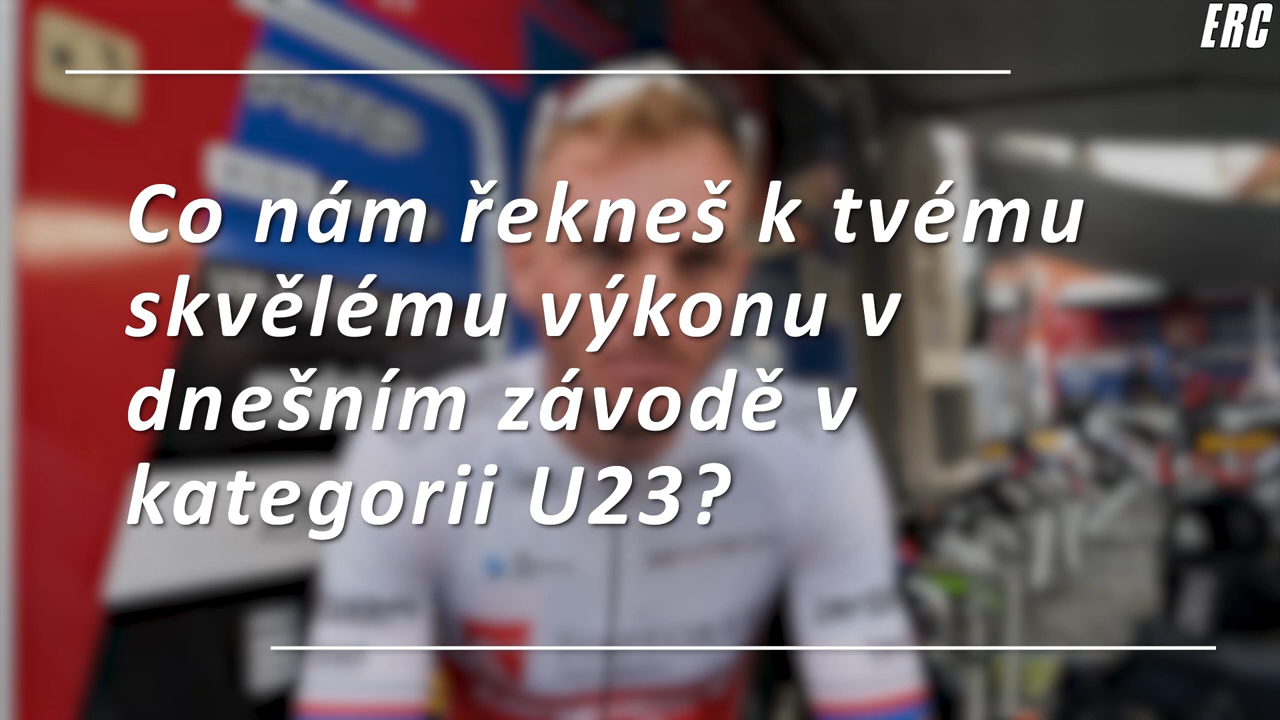 ERC
Co nám řekneš k tvému
skvělému výkonu v
dnešním závodě v
kategorii U23?